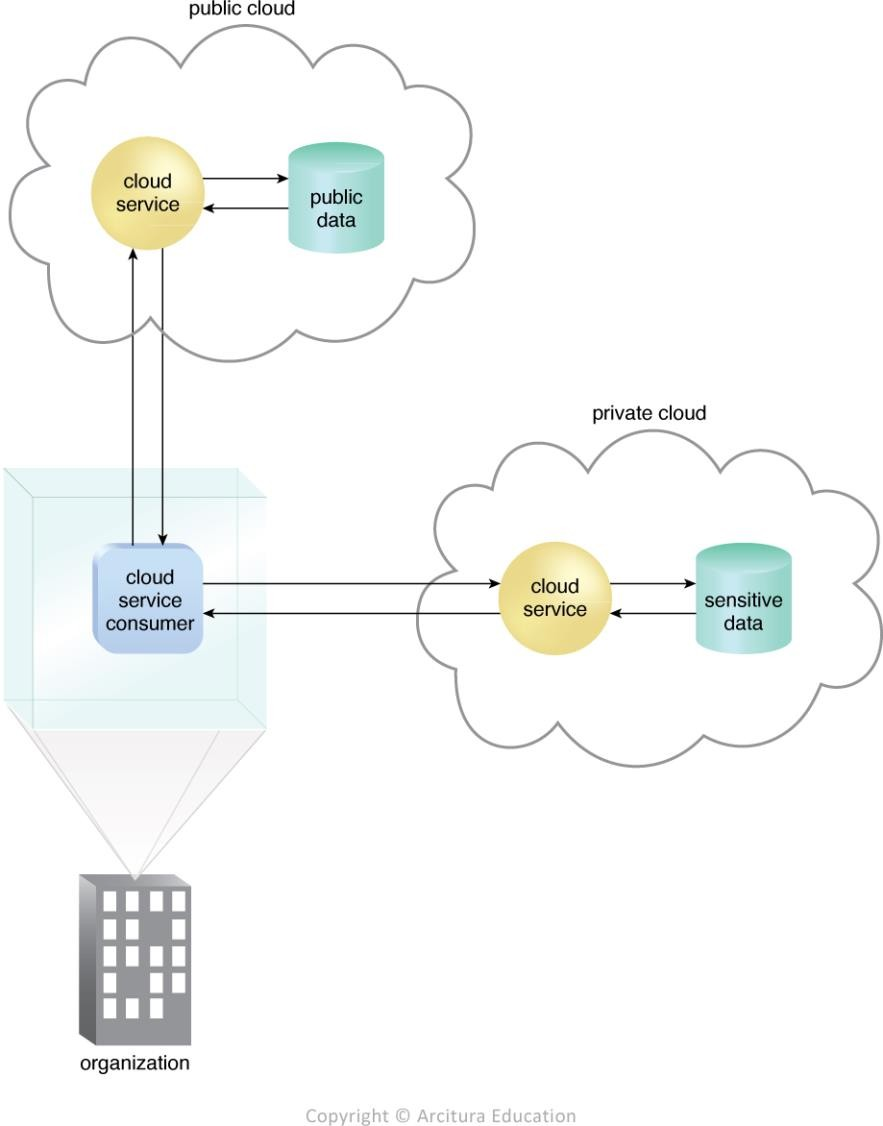 public cloud
cloud
service
public
data
private cloud
cloud
service
consumer
cloud
service
sensitive
data
organization
Copyright © Arcitura Education